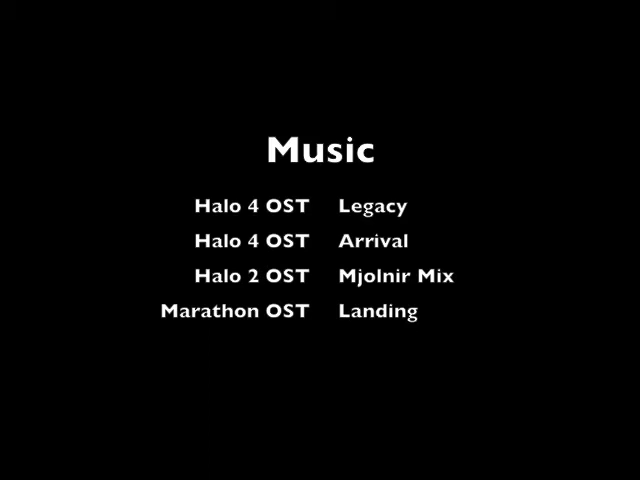 Music
Halo 4 OST Legacy
Halo 4 OST Arrival
Halo 2 OST Mjolnir Mix
Marathon OST Landing